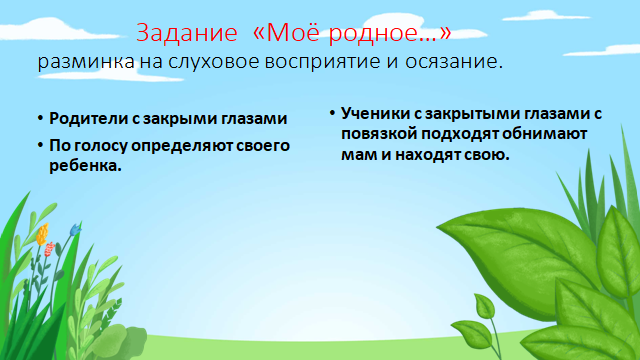 Задание «Моё родное…»
разминка на слуховое восприятие и осязание.
• Родители с закрыми глазами
• По голосу определяют своего
ребенка.
• Ученики с закрытыми глазами с
повязкой подходят обнимают
мам и находят свою.